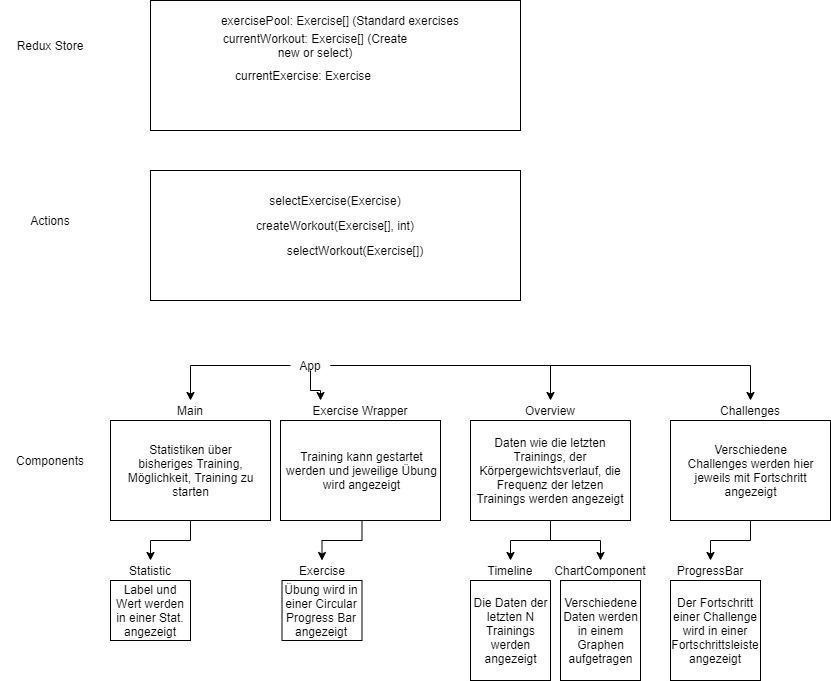 Redux Store
exercisePool: Exercise[] (Standard exercises
currentWorkout: Exercise[] (Create
new or select)
currentExercise: Exercise
Actions
selectExercise(Exercise)
createWorkout(Exercise[], int)
selectWorkout(Exercise[])
Components
App
Main
Statistiken über
bisheriges Training,
Möglichkeit, Training zu
starten
Exercise Wrapper
Training kann gestartet
werden und jeweilige Übung
wird angezeigt
Overview
Daten wie die letzten
Trainings, der
Körpergewichtsverlauf, die
Frequenz der letzen
Trainings werden angezeigt
Challenges
Verschiedene
Challenges werden hier
jeweils mit Fortschritt
angezeigt
Statistic
Label und
Wert werden
in einer Stat.
angezeigt
Exercise
Übung wird in
einer Circular
Progress Bar
angezeigt
Timeline
Die Daten der
letzten N
Trainings
werden
angezeigt
ChartComponent
Verschiedene
Daten werden
in einem
Graphen
aufgetragen
ProgressBar
Der Fortschritt
einer Challenge
wird in einer
Fortschrittsleiste
angezeigt